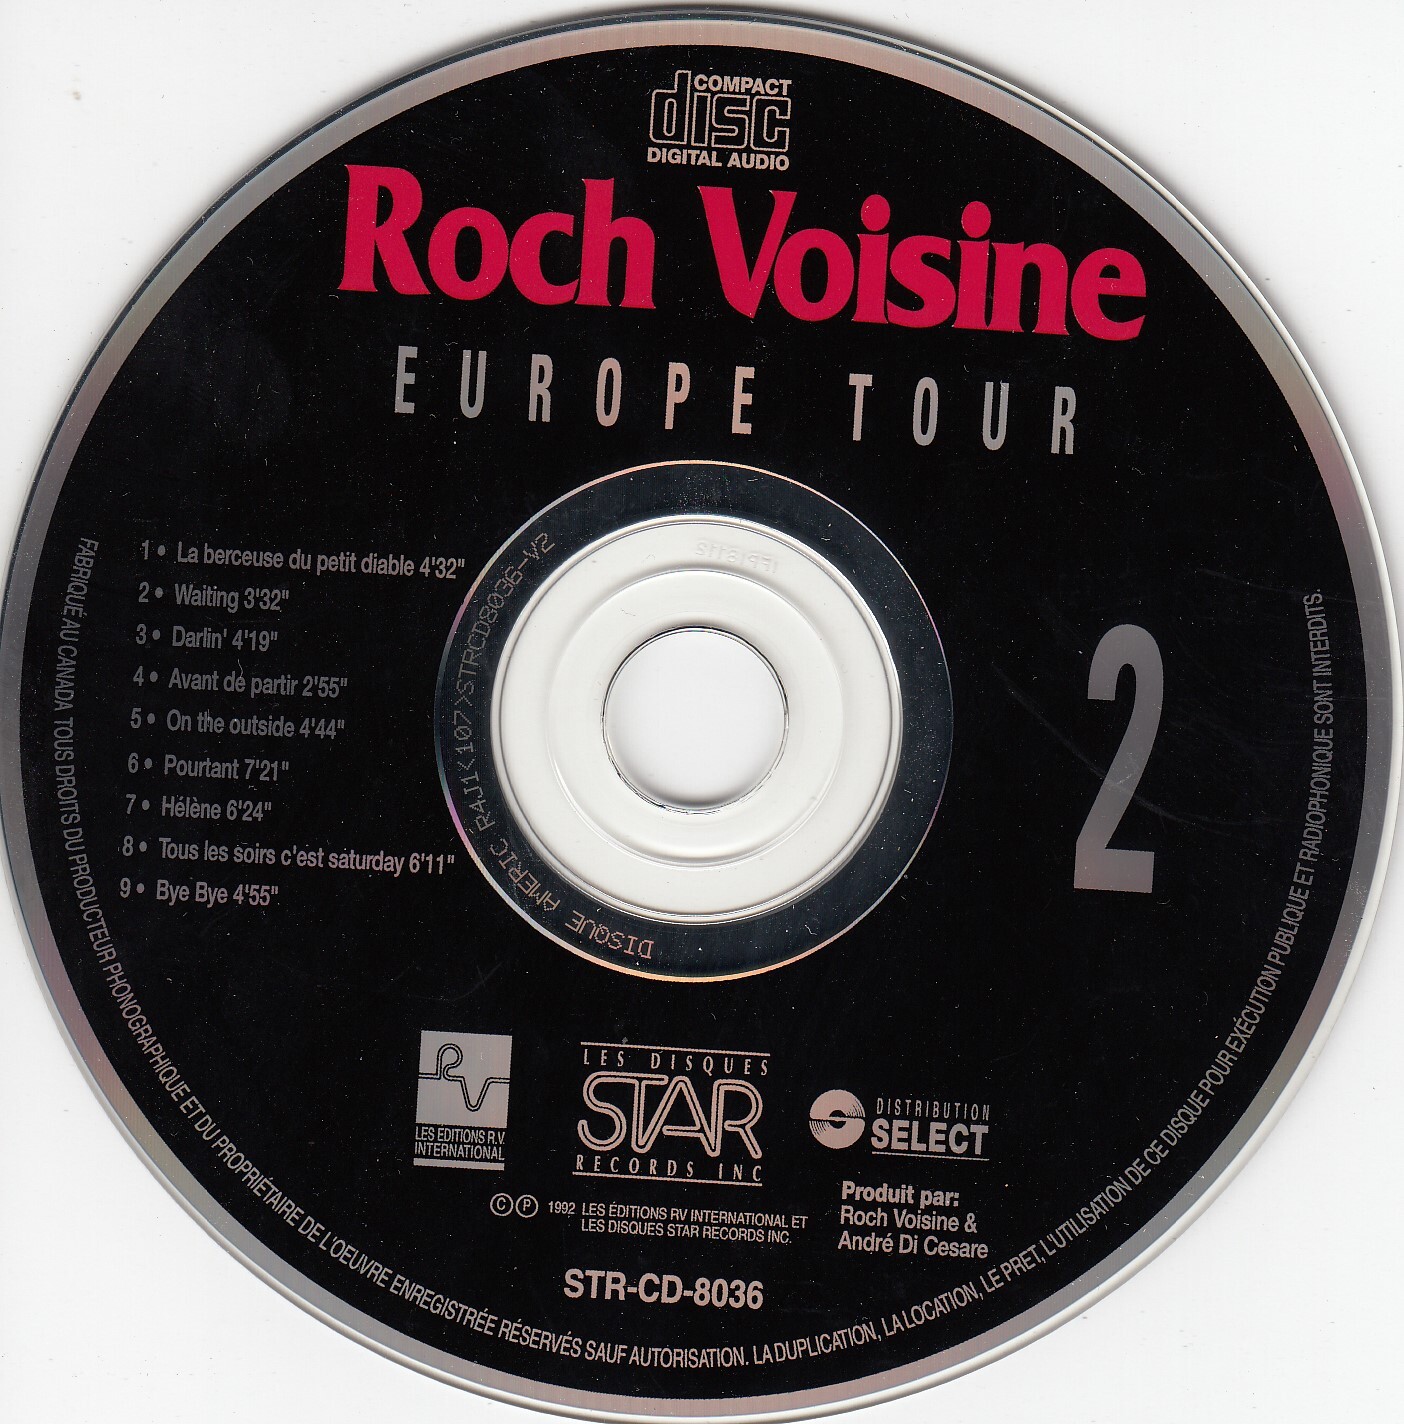 COMPACT
disc
DIGITAL AUDIO
Roch Voisine
EUROPE TOUR
1 • La berceuse du petit diable 4'32"
2 • Waiting 3'32"
3 • Darlin' 4'19"
4 • Avant de partir 2'55"
5 • On the outside 4'44"
6 • Pourtant 7'21"
7 • Hélène 6'24"
8 • Tous les soirs c'est saturday 6'11"
9 • Bye Bye 4'55"
2
DISQUE AMERIC RAJ1<107>STRCD8036-V2
IFPI 8112
RV
LES EDITIONS R.V.
INTERNATIONAL
LES DISQUES
STAR
RECORDS INC
DISTRIBUTION
SELECT
© ℗ 1992 LES ÉDITIONS RV INTERNATIONAL ET
LES DISQUES STAR RECORDS INC.
Produit par:
Roch Voisine &
André Di Cesare
STR-CD-8036
FABRIQUÉ AU CANADA TOUS DROITS DU PRODUCTEUR PHONOGRAPHIQUE ET DU PROPRIÉTAIRE DE L'OEUVRE ENREGISTRÉE RÉSERVÉS SAUF AUTORISATION. LA DUPLICATION, LA LOCATION, LE PRET, L'UTILISATION DE CE DISQUE POUR EXÉCUTION PUBLIQUE ET RADIOPHONIQUE SONT INTERDITS.